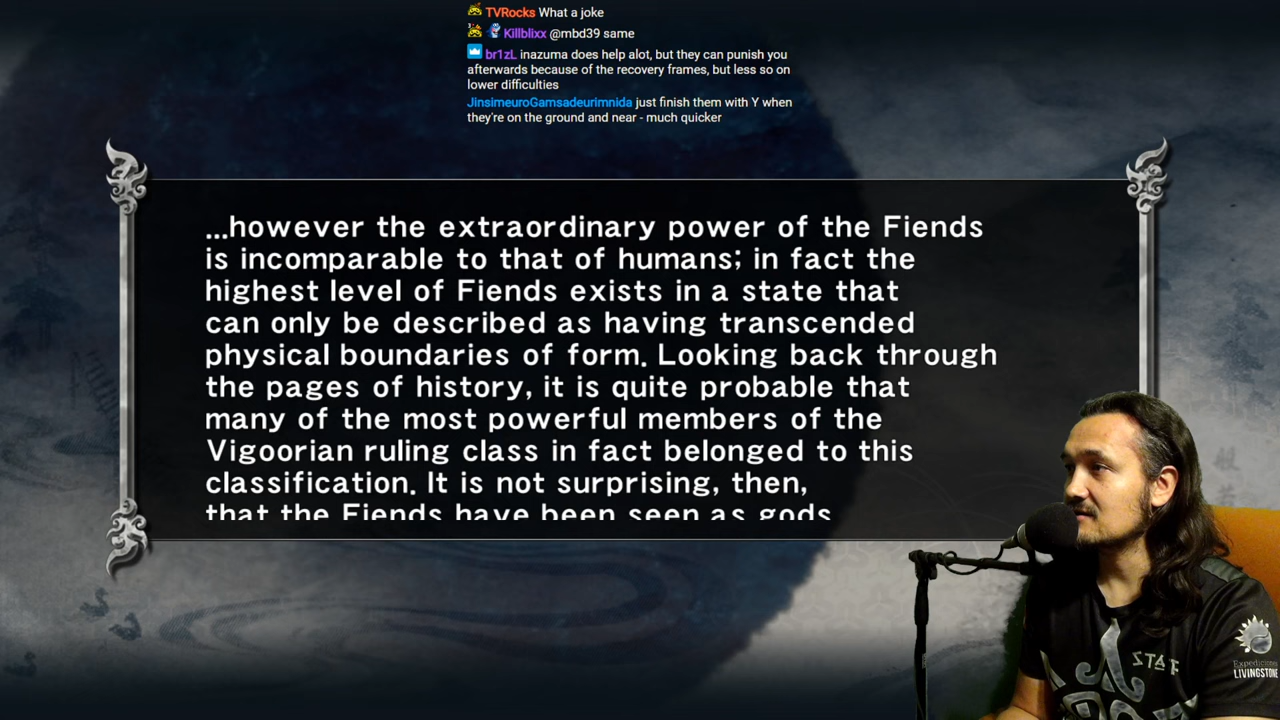 TVRocks What a joke
Killblixx @mbd39 same
br1zL inazuma does help alot, but they can punish you
afterwards because of the recovery frames, but less so on
lower difficulties
JinsimeuroGamsadeurimnida just finish them with Y when
they're on the ground and near - much quicker
...however the extraordinary power of the Fiends
is incomparable to that of humans; in fact the
highest level of Fiends exists in a state that
can only be described as having transcended
physical boundaries of form. Looking back through
the pages of history, it is quite probable that
many of the most powerful members of the
Vigoorian ruling class in fact belonged to this
classification. It is not surprising, then,
that the Fiends have been seen as gods
STAFF
LIVINGSTONE